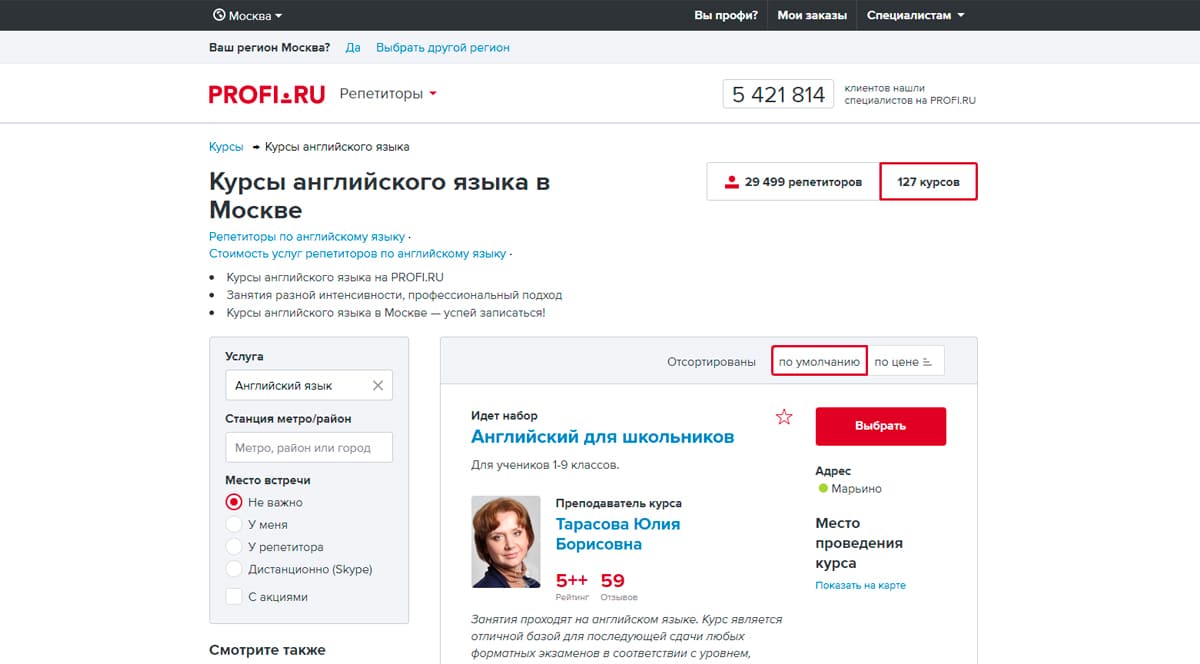 Москва
Вы профи? Мои заказы Специалистам
Ваш регион Москва? Да Выбрать другой регион
PROFI.RU Репетиторы
5 421 814
клиентов нашли
специалистов на PROFI.RU
Курсы Курсы английского языка
Курсы английского языка в
Москве
29 499 репетиторов 127 курсов
Репетиторы по английскому языку ·
Стоимость услуг репетиторов по английскому языку ·
• Курсы английского языка на PROFI.RU
• Занятия разной интенсивности, профессиональный подход
• Курсы английского языка в Москве — успей записаться!
Услуга
Английский язык
Станция метро/район
Метро, район или город
Место встречи
Не важно
У меня
У репетитора
Дистанционно (Skype)
С акциями
Смотрите также
Отсортированы по умолчанию по цене
Идет набор
Английский для школьников
Для учеников 1-9 классов.
Преподаватель курса
Тарасова Юлия
Борисовна
5++ 59
Рейтинг Отзывов
Занятия проходят на английском языке. Курс является
отличной базой для последующей сдачи любых
форматных экзаменов в соответствии с уровнем,
Выбрать
Адрес
Марьино
Место
проведения
курса
Показать на карте